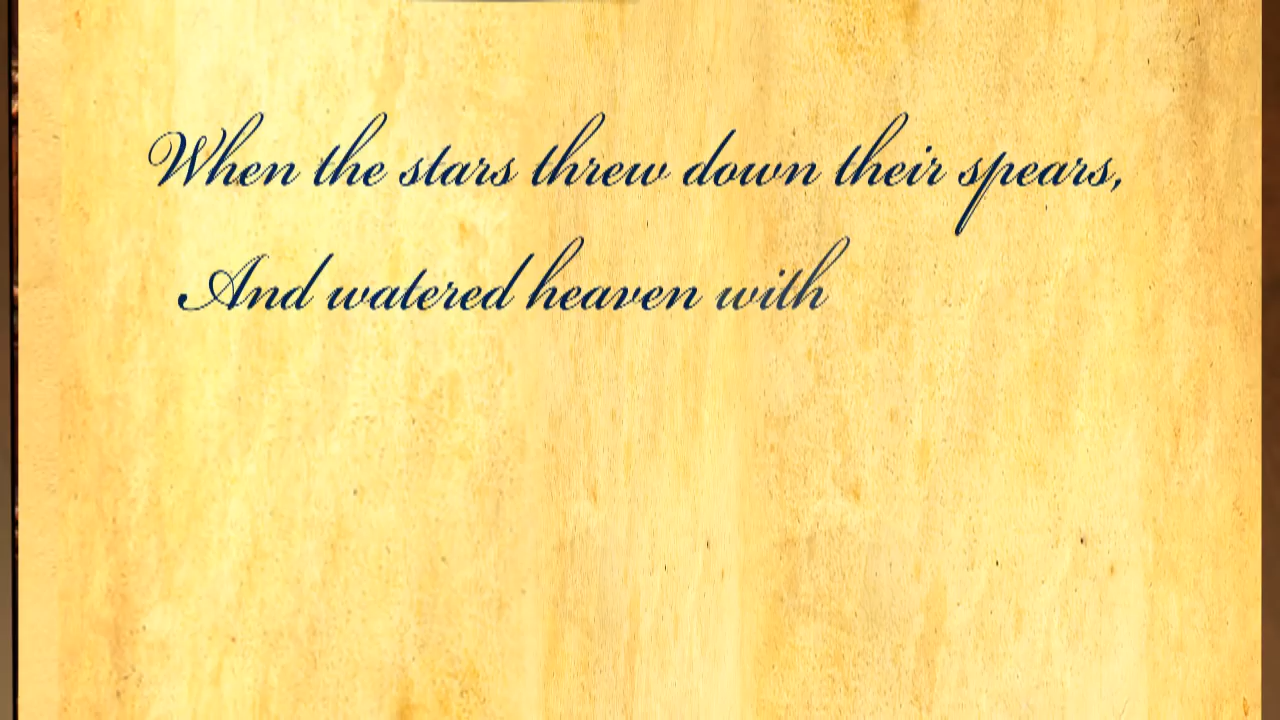 When the stars threw down their spears,
And watered heaven with